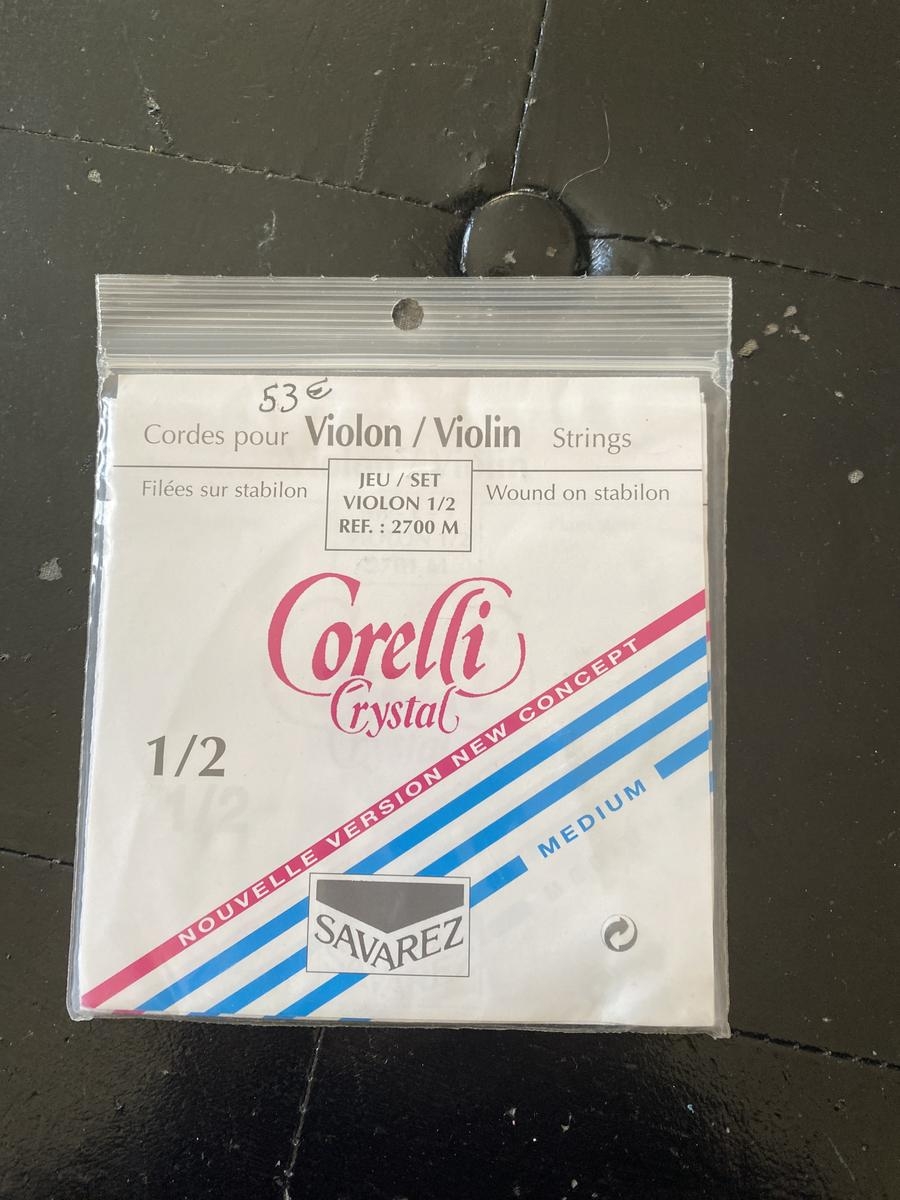 53 €
Cordes pour Violon / Violin Strings
Filées sur stabilon
JEU / SET
VIOLON 1/2
REF. : 2700 M
Wound on stabilon
Corelli
Crystal
1/2
NOUVELLE VERSION NEW CONCEPT
MEDIUM
SAVAREZ